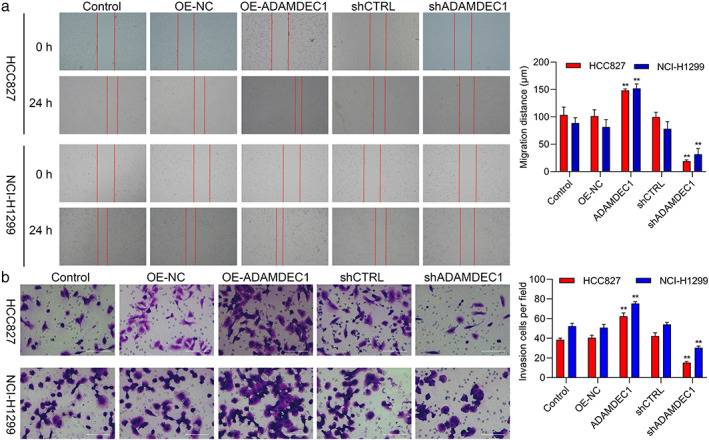 a
Control OE-NC OE-ADAMDEC1 shCTRL shADAMDEC1
HCC827
0 h
24 h
NCI-H1299
0 h
24 h
HCC827 NCI-H1299
Migration distance (μm)
200
150
100
50
0
** **
** **
Control OE-NC ADAMDEC1 shCTRL shADAMDEC1
b
Control OE-NC OE-ADAMDEC1 shCTRL shADAMDEC1
HCC827
NCI-H1299
HCC827 NCI-H1299
Invasion cells per field
100
80
60
40
20
0
** **
** **
Control OE-NC ADAMDEC1 shCTRL shADAMDEC1